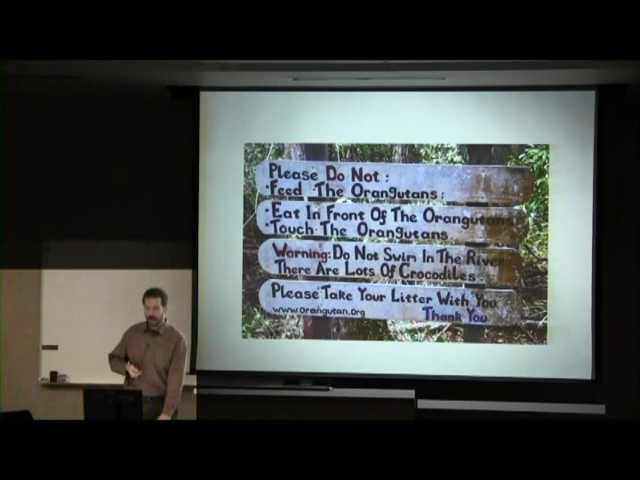 Please Do Not:
·Feed The Orangutans:
·Eat In Front Of The Orangutans
·Touch The Orangutans
Warning: Do Not Swim In The River
There Are Lots Of Crocodiles.
Please Take Your Litter With You
www.orangutan.org
Thank You